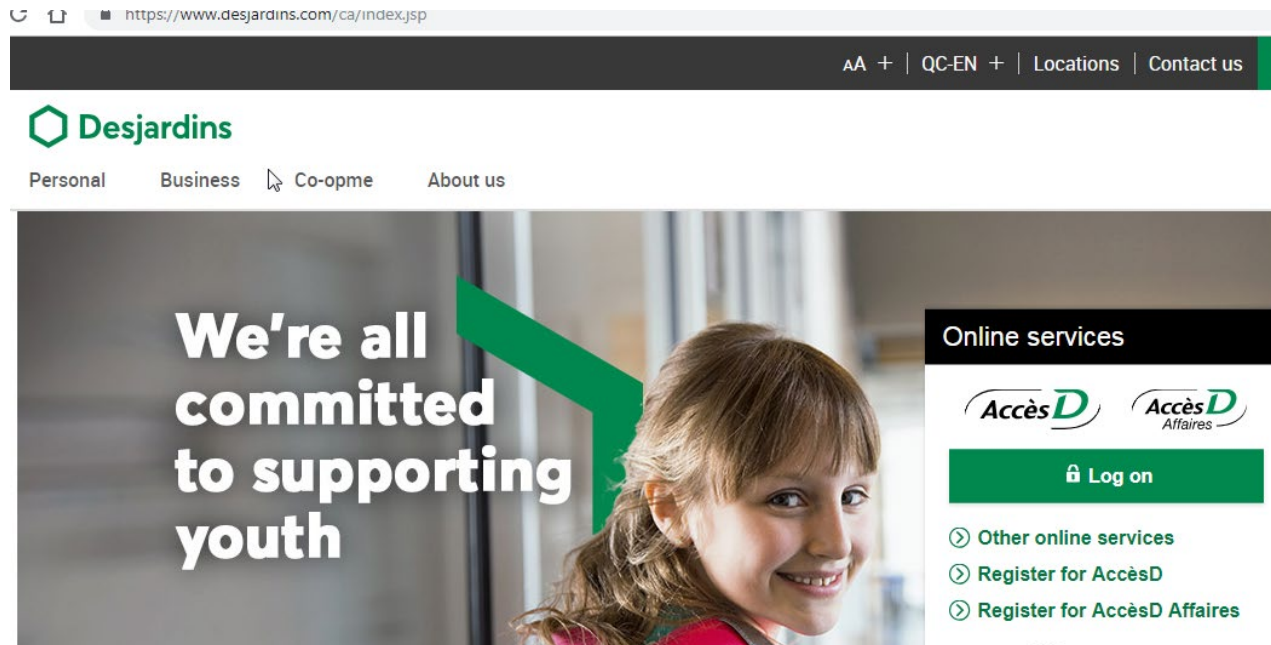 https://www.desjardins.com/ca/index.jsp
AA + | QC-EN + | Locations | Contact us
Desjardins
Personal Business Co-opme About us
We're all
committed
to supporting
youth
Online services
AccèsD AccèsD
Affaires
Log on
Other online services
Register for AccèsD
Register for AccèsD Affaires